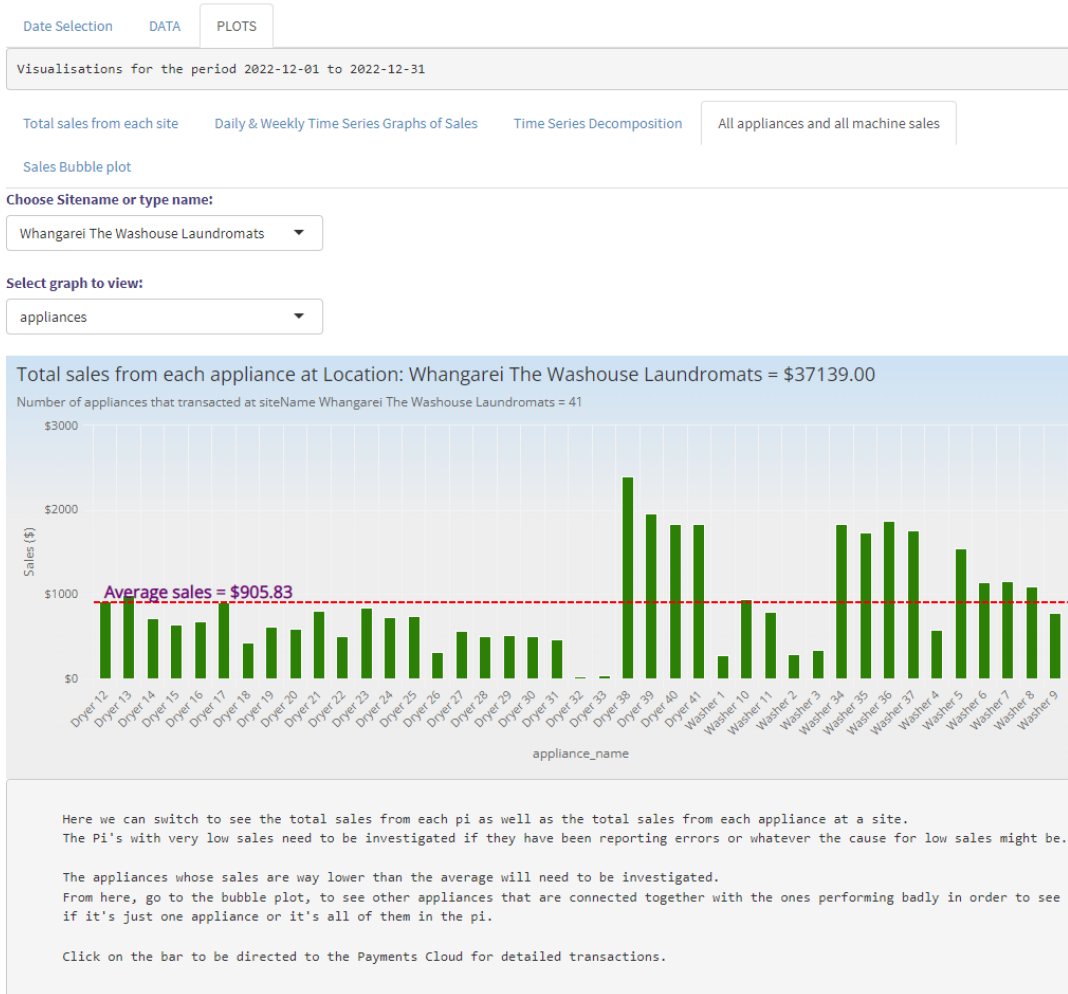 Date Selection DATA PLOTS
Visualisations for the period 2022-12-01 to 2022-12-31
Total sales from each site Daily & Weekly Time Series Graphs of Sales Time Series Decomposition All appliances and all machine sales
Sales Bubble plot
Choose Sitename or type name:
Whangarei The Washouse Laundromats
Select graph to view:
appliances
Total sales from each appliance at Location: Whangarei The Washouse Laundromats = $37139.00
Number of appliances that transacted at siteName Whangarei The Washouse Laundromats = 41
$3000
$2000
$1000
$0
Sales ($)
Average sales = $905.83
Dryer 12 Dryer 13 Dryer 14 Dryer 15 Dryer 16 Dryer 17 Dryer 18 Dryer 19 Dryer 20 Dryer 21 Dryer 22 Dryer 23 Dryer 24 Dryer 25 Dryer 26 Dryer 27 Dryer 28 Dryer 29 Dryer 30 Dryer 31 Dryer 32 Dryer 33 Dryer 38 Dryer 39 Dryer 40 Dryer 41 Washer 1 Washer 10 Washer 11 Washer 2 Washer 3 Washer 34 Washer 35 Washer 36 Washer 37 Washer 4 Washer 5 Washer 6 Washer 7 Washer 8 Washer 9
appliance_name
Here we can switch to see the total sales from each pi as well as the total sales from each appliance at a site.
The Pi's with very low sales need to be investigated if they have been reporting errors or whatever the cause for low sales might be.
The appliances whose sales are way lower than the average will need to be investigated.
From here, go to the bubble plot, to see other appliances that are connected together with the ones performing badly in order to see
if it's just one appliance or it's all of them in the pi.
Click on the bar to be directed to the Payments Cloud for detailed transactions.